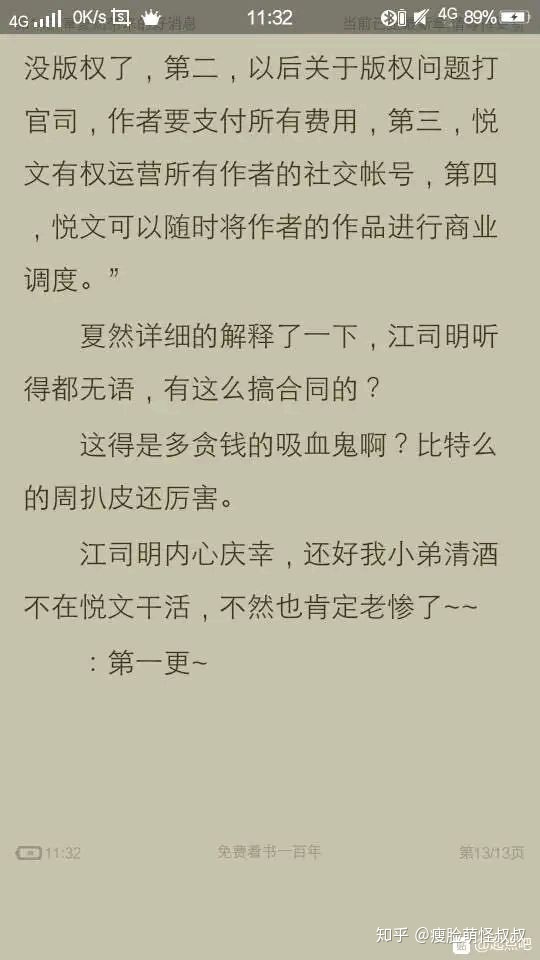 4G 0K/s 11:32 4G 89%
没版权了，第二，以后关于版权问题打
官司，作者要支付所有费用，第三，悦
文有权运营所有作者的社交帐号，第四
，悦文可以随时将作者的作品进行商业
调度。”
夏然详细的解释了一下，江司明听
得都无语，有这么搞合同的？
这得是多贪钱的吸血鬼啊？比特么
的周扒皮还厉害。
江司明内心庆幸，还好我小弟清酒
不在悦文干活，不然也肯定老惨了~~
：第一更~
11:32 免费看书一百年 第13/13页
知乎 @瘦脸萌怪叔叔
贴 @起点吧